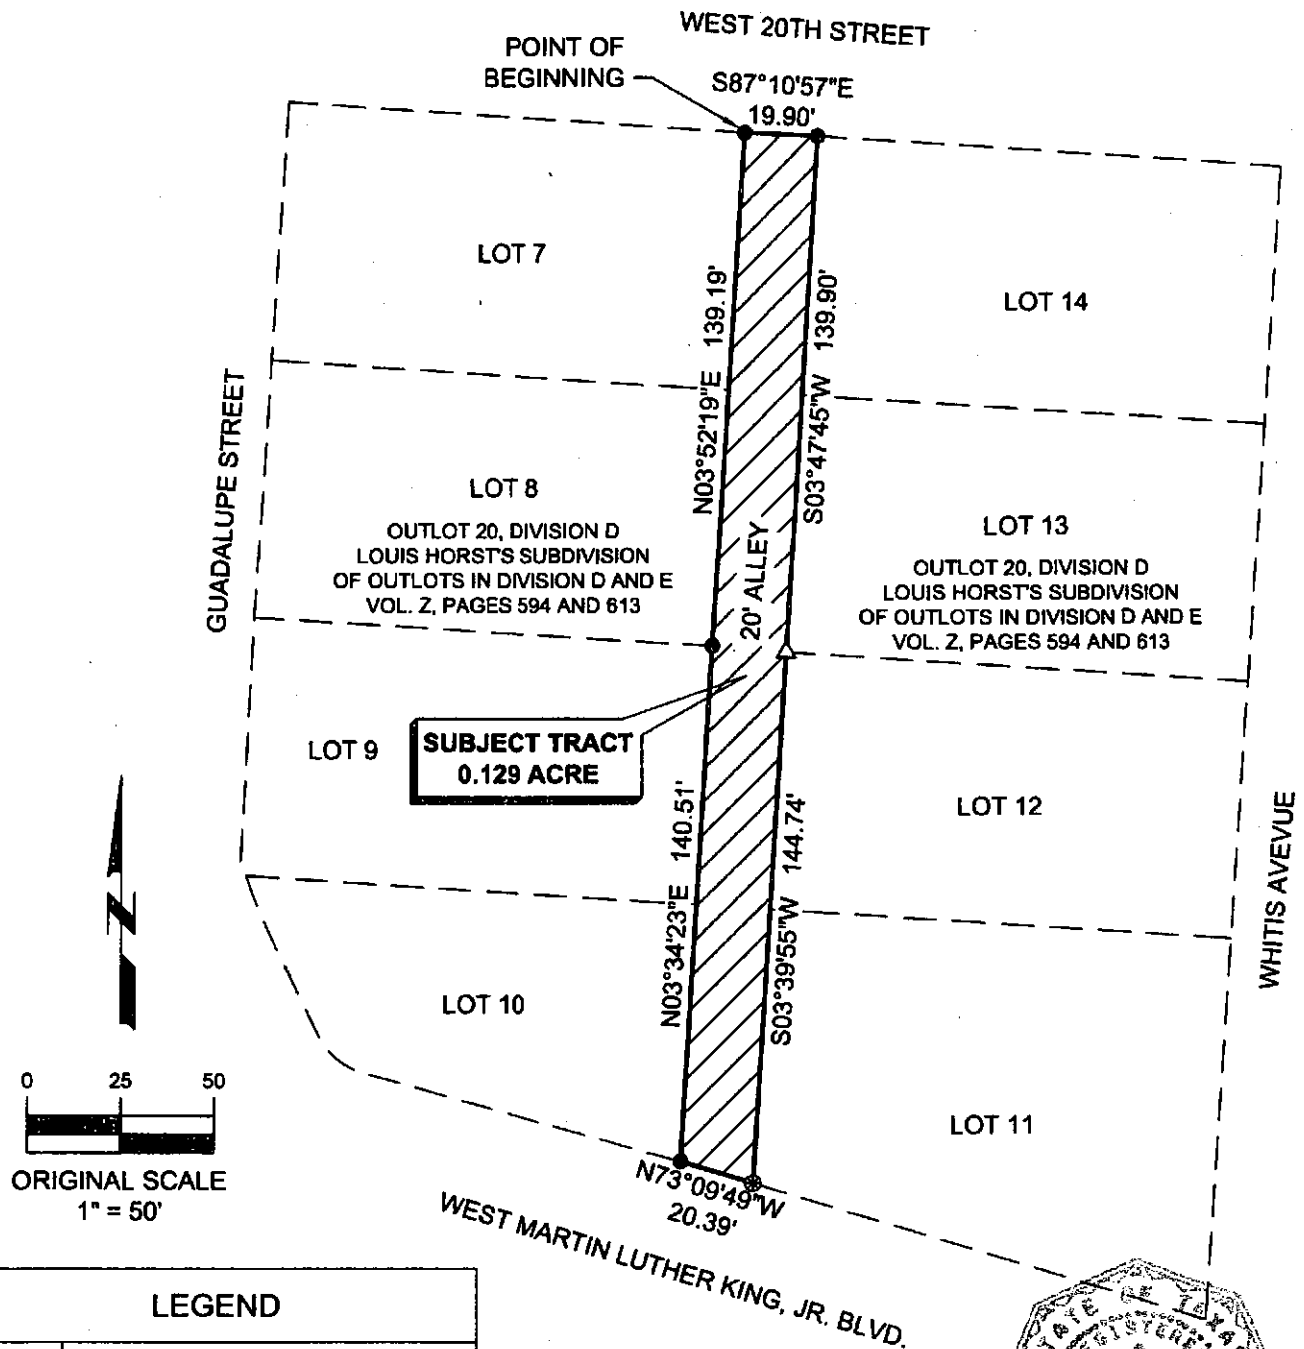 WEST 20TH STREET
POINT OF
BEGINNING
S87°10'57"E
19.90'
LOT 7
LOT 14
139.19'
N03°52'19"E
139.90'
S03°47'45"W
GUADALUPE STREET
LOT 8
OUTLOT 20, DIVISION D
LOUIS HORST'S SUBDIVISION
OF OUTLOTS IN DIVISION D AND E
VOL. Z, PAGES 594 AND 613
20' ALLEY
LOT 13
OUTLOT 20, DIVISION D
LOUIS HORST'S SUBDIVISION
OF OUTLOTS IN DIVISION D AND E
VOL. Z, PAGES 594 AND 613
LOT 9
SUBJECT TRACT
0.129 ACRE
LOT 12
140.51'
N03°34'23"E
144.74'
S03°39'55"W
WHITIS AVEVUE
N
LOT 10
LOT 11
0 25 50
ORIGINAL SCALE
1" = 50'
N73°09'49"W
20.39'
WEST MARTIN LUTHER KING, JR. BLVD.
LEGEND
STATE OF TEXAS